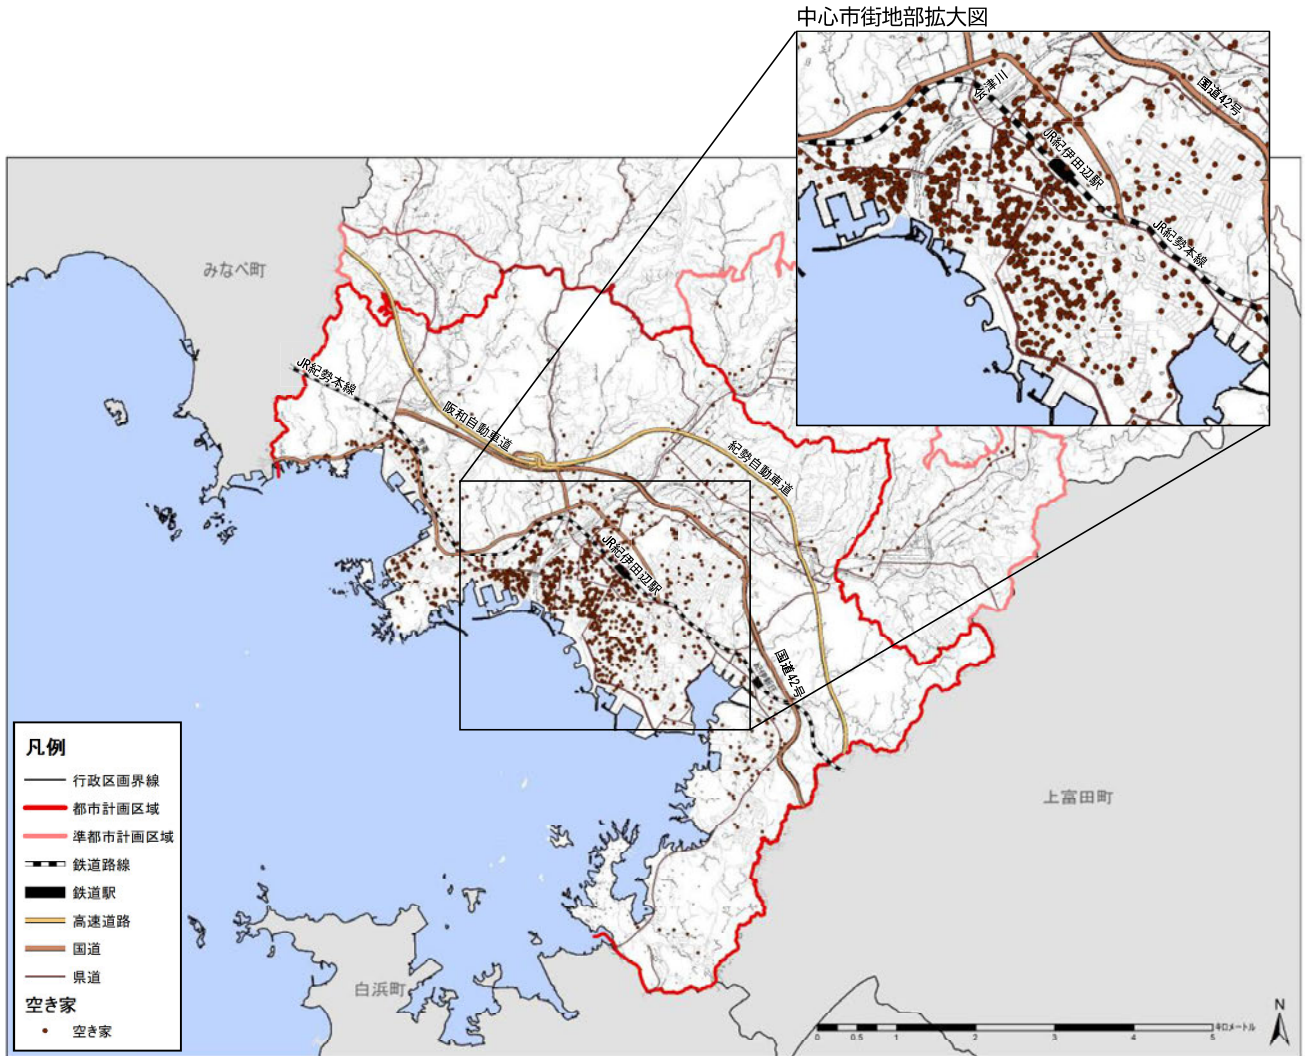 中心市街地部拡大図
会津川
国道42号
JR紀伊田辺駅
JR紀勢本線
みなべ町
JR紀勢本線
阪和自動車道
紀勢自動車道
JR紀伊田辺駅
国道42号
上富田町
白浜町
凡例
行政区画界線
都市計画区域
準都市計画区域
鉄道路線
鉄道駅
高速道路
国道
県道
空き家
空き家
N
キロメートル
0 0.5 1 2 3 4 5